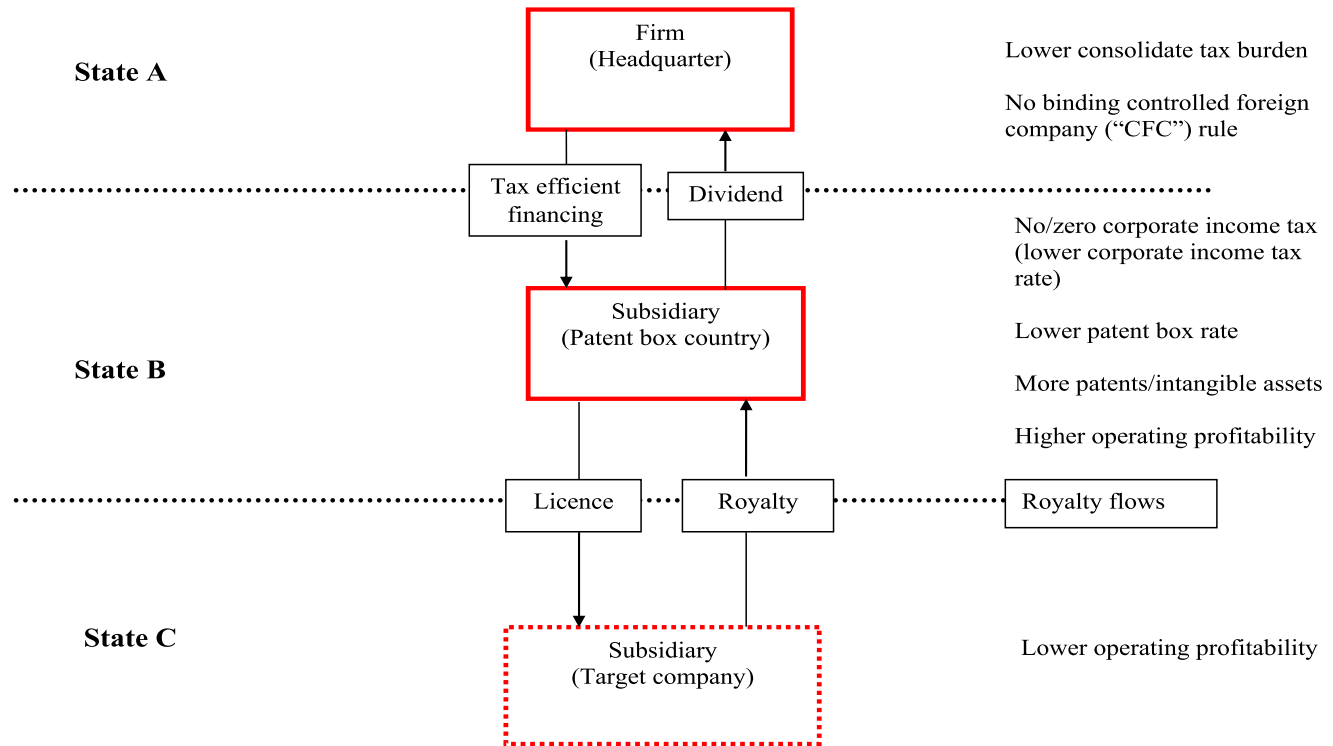 Firm
(Headquarter)
State A
Lower consolidate tax burden
No binding controlled foreign
company (“CFC”) rule
Tax efficient
financing
Dividend
No/zero corporate income tax
(lower corporate income tax
rate)
Subsidiary
(Patent box country)
Lower patent box rate
State B
More patents/intangible assets
Higher operating profitability
Licence
Royalty
Royalty flows
State C
Subsidiary
(Target company)
Lower operating profitability